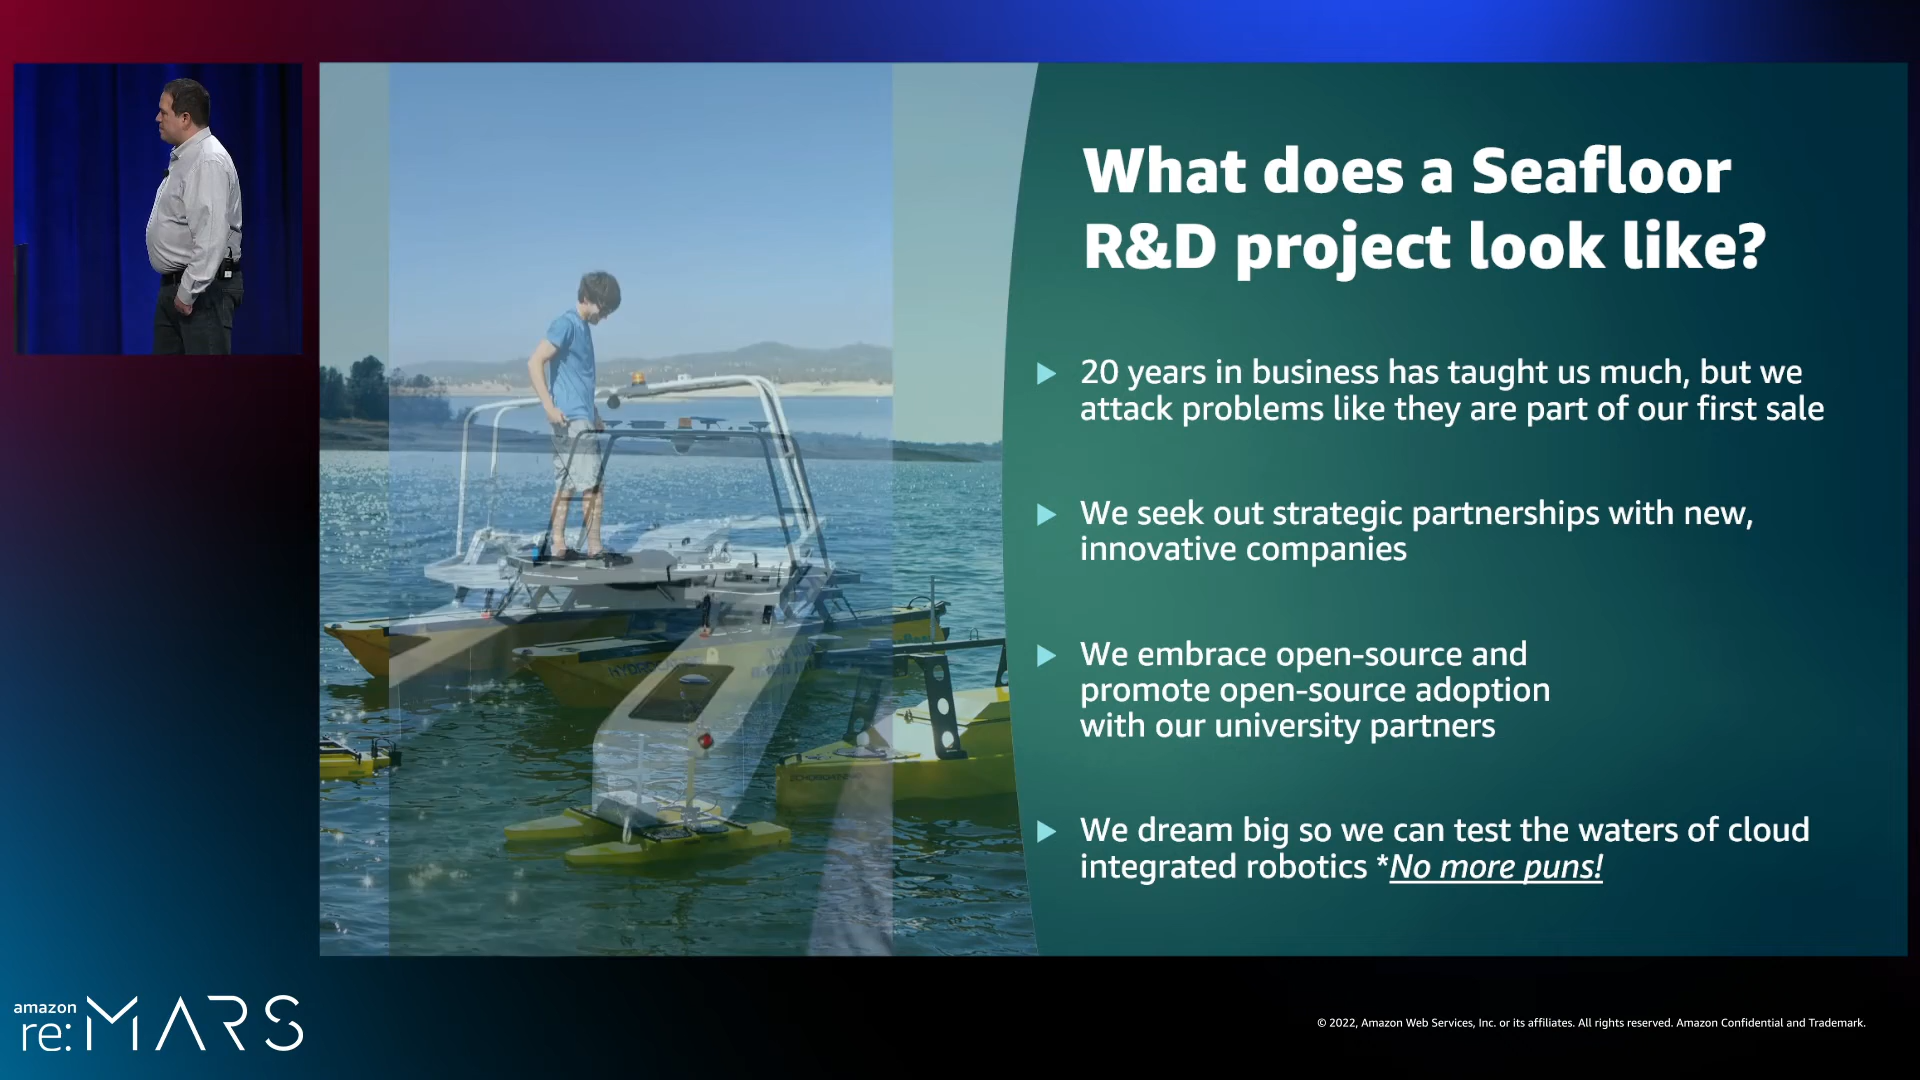 What does a Seafloor
R&D project look like?
20 years in business has taught us much, but we
attack problems like they are part of our first sale
We seek out strategic partnerships with new,
innovative companies
We embrace open-source and
promote open-source adoption
with our university partners
We dream big so we can test the waters of cloud
integrated robotics *No more puns!
amazon
re:MARS
© 2022, Amazon Web Services, Inc. or its affiliates. All rights reserved. Amazon Confidential and Trademark.